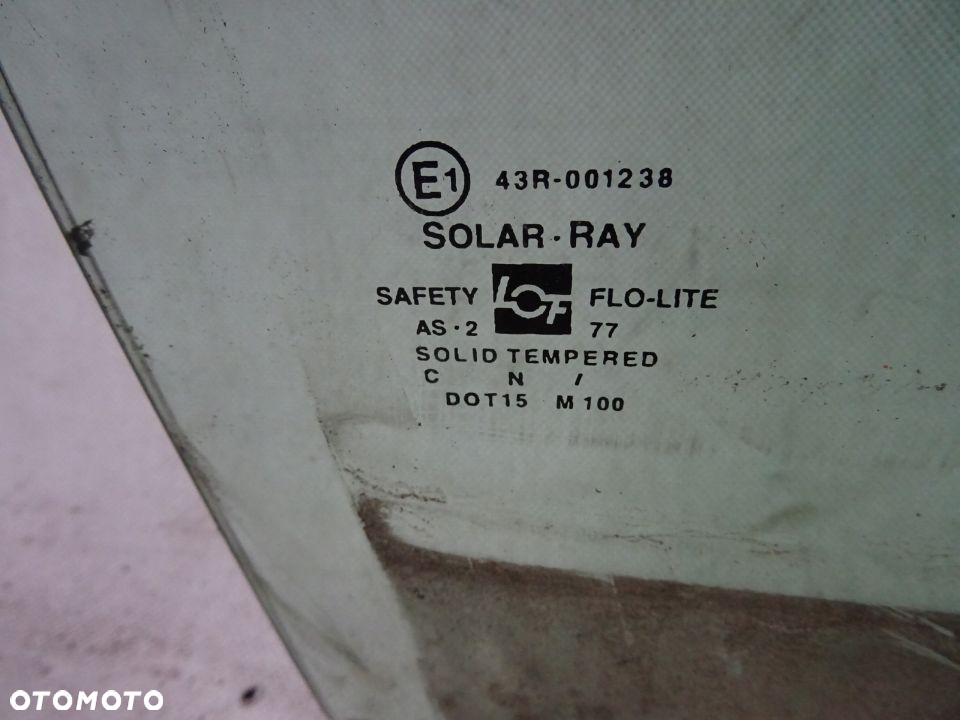 E1 43R-001238
SOLAR·RAY
SAFETY LOF FLO-LITE
AS·2 77
SOLID TEMPERED
C N /
DOT15 M100
OTOMOTO